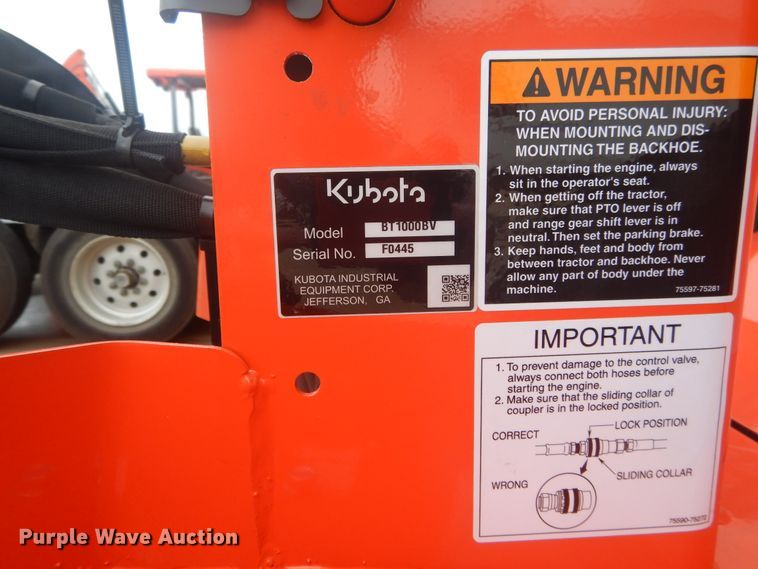 Kubota
Model BT1000BV
Serial No. F0445
KUBOTA INDUSTRIAL
EQUIPMENT CORP.
JEFFERSON, GA
WARNING
TO AVOID PERSONAL INJURY:
WHEN MOUNTING AND DIS-
MOUNTING THE BACKHOE.
1. When starting the engine, always
sit in the operator's seat.
2. When getting off the tractor,
make sure that PTO lever is off
and range gear shift lever is in
neutral. Then set the parking brake.
3. Keep hands, feet and body from
between tractor and backhoe. Never
allow any part of body under the
machine.
75597-75281
IMPORTANT
1. To prevent damage to the control valve,
always connect both hoses before
starting the engine.
2. Make sure that the sliding collar of
coupler is in the locked position.
LOCK POSITION
CORRECT
SLIDING COLLAR
WRONG
75590-75272
Purple Wave Auction